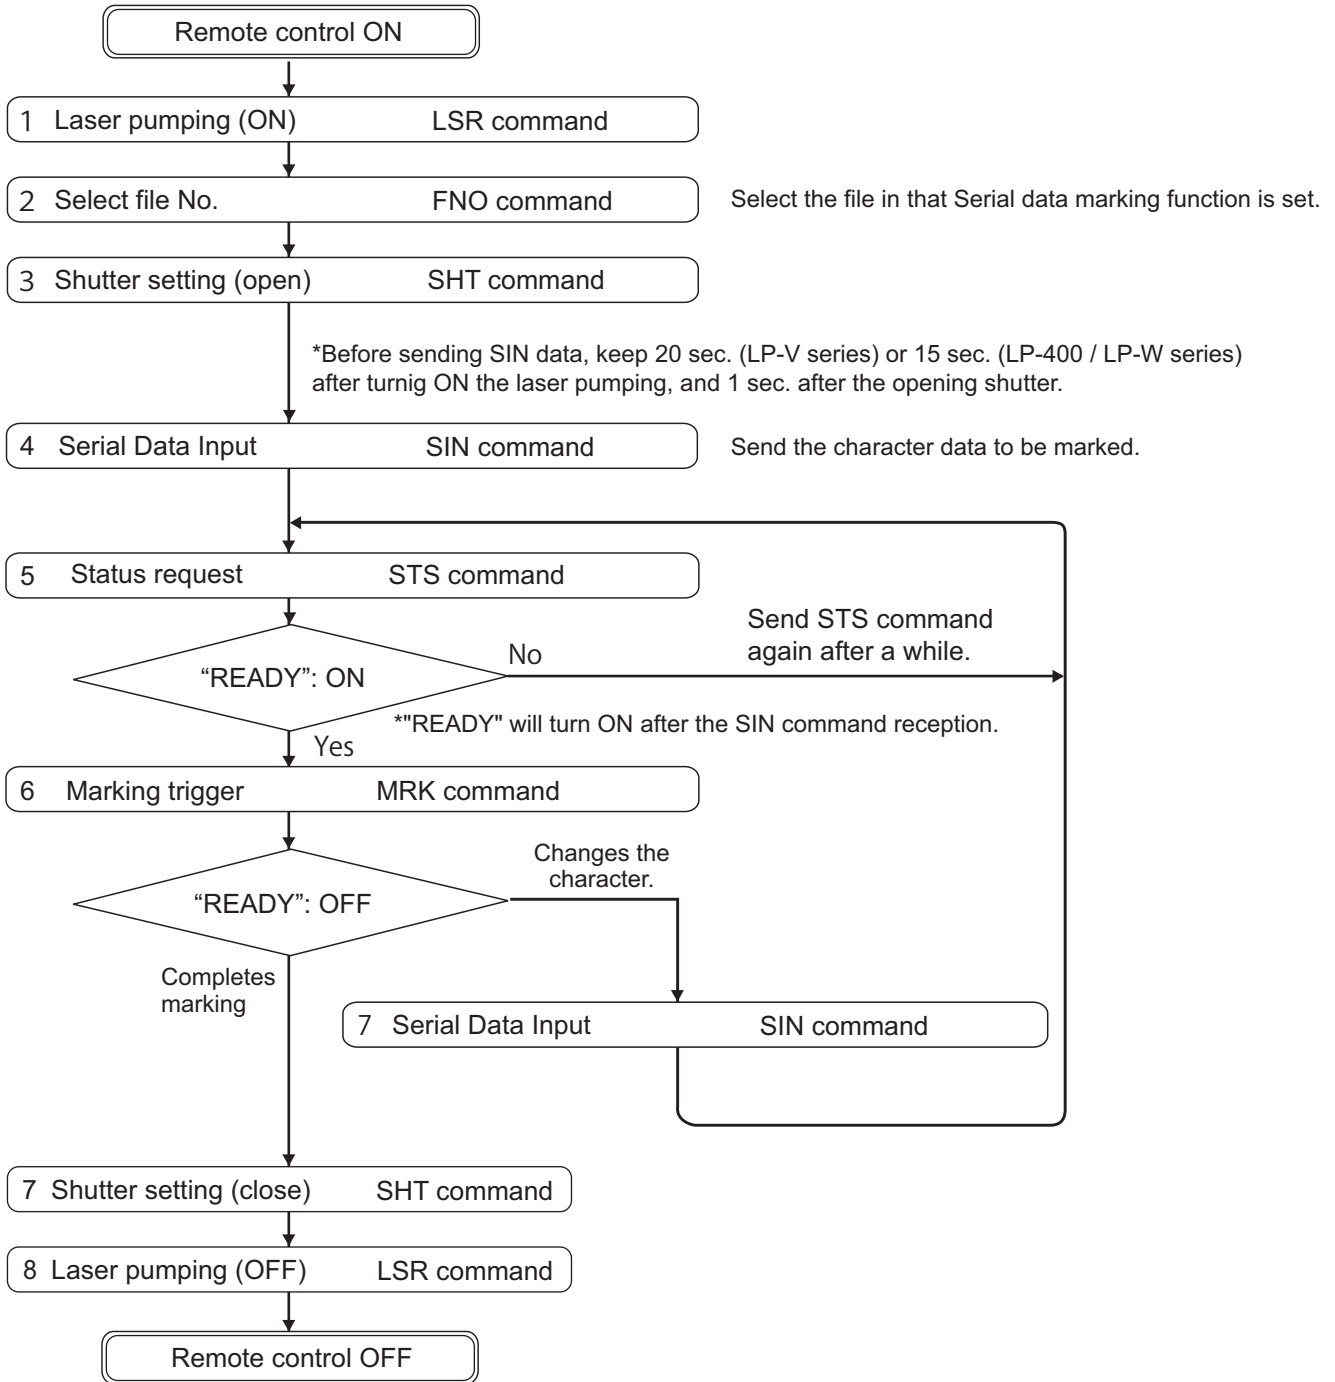 Remote control ON
1 Laser pumping (ON) LSR command
2 Select file No. FNO command Select the file in that Serial data marking function is set.
3 Shutter setting (open) SHT command
*Before sending SIN data, keep 20 sec. (LP-V series) or 15 sec. (LP-400 / LP-W series)
after turnig ON the laser pumping, and 1 sec. after the opening shutter.
4 Serial Data Input SIN command Send the character data to be marked.
5 Status request STS command
Send STS command
again after a while.
“READY”: ON
No
*"READY" will turn ON after the SIN command reception.
Yes
6 Marking trigger MRK command
Changes the
character.
“READY”: OFF
Completes
marking
7 Serial Data Input SIN command
7 Shutter setting (close) SHT command
8 Laser pumping (OFF) LSR command
Remote control OFF